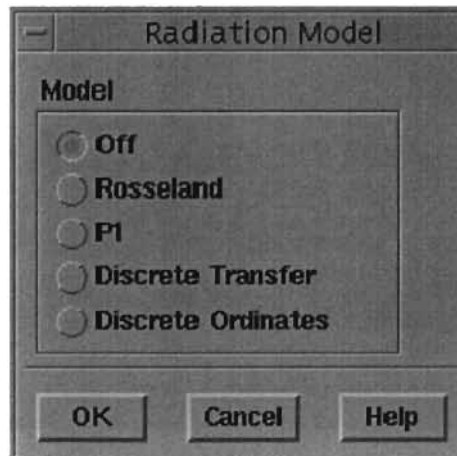 Radiation Model
Model
Off
Rosseland
P1
Discrete Transfer
Discrete Ordinates
OK Cancel Help